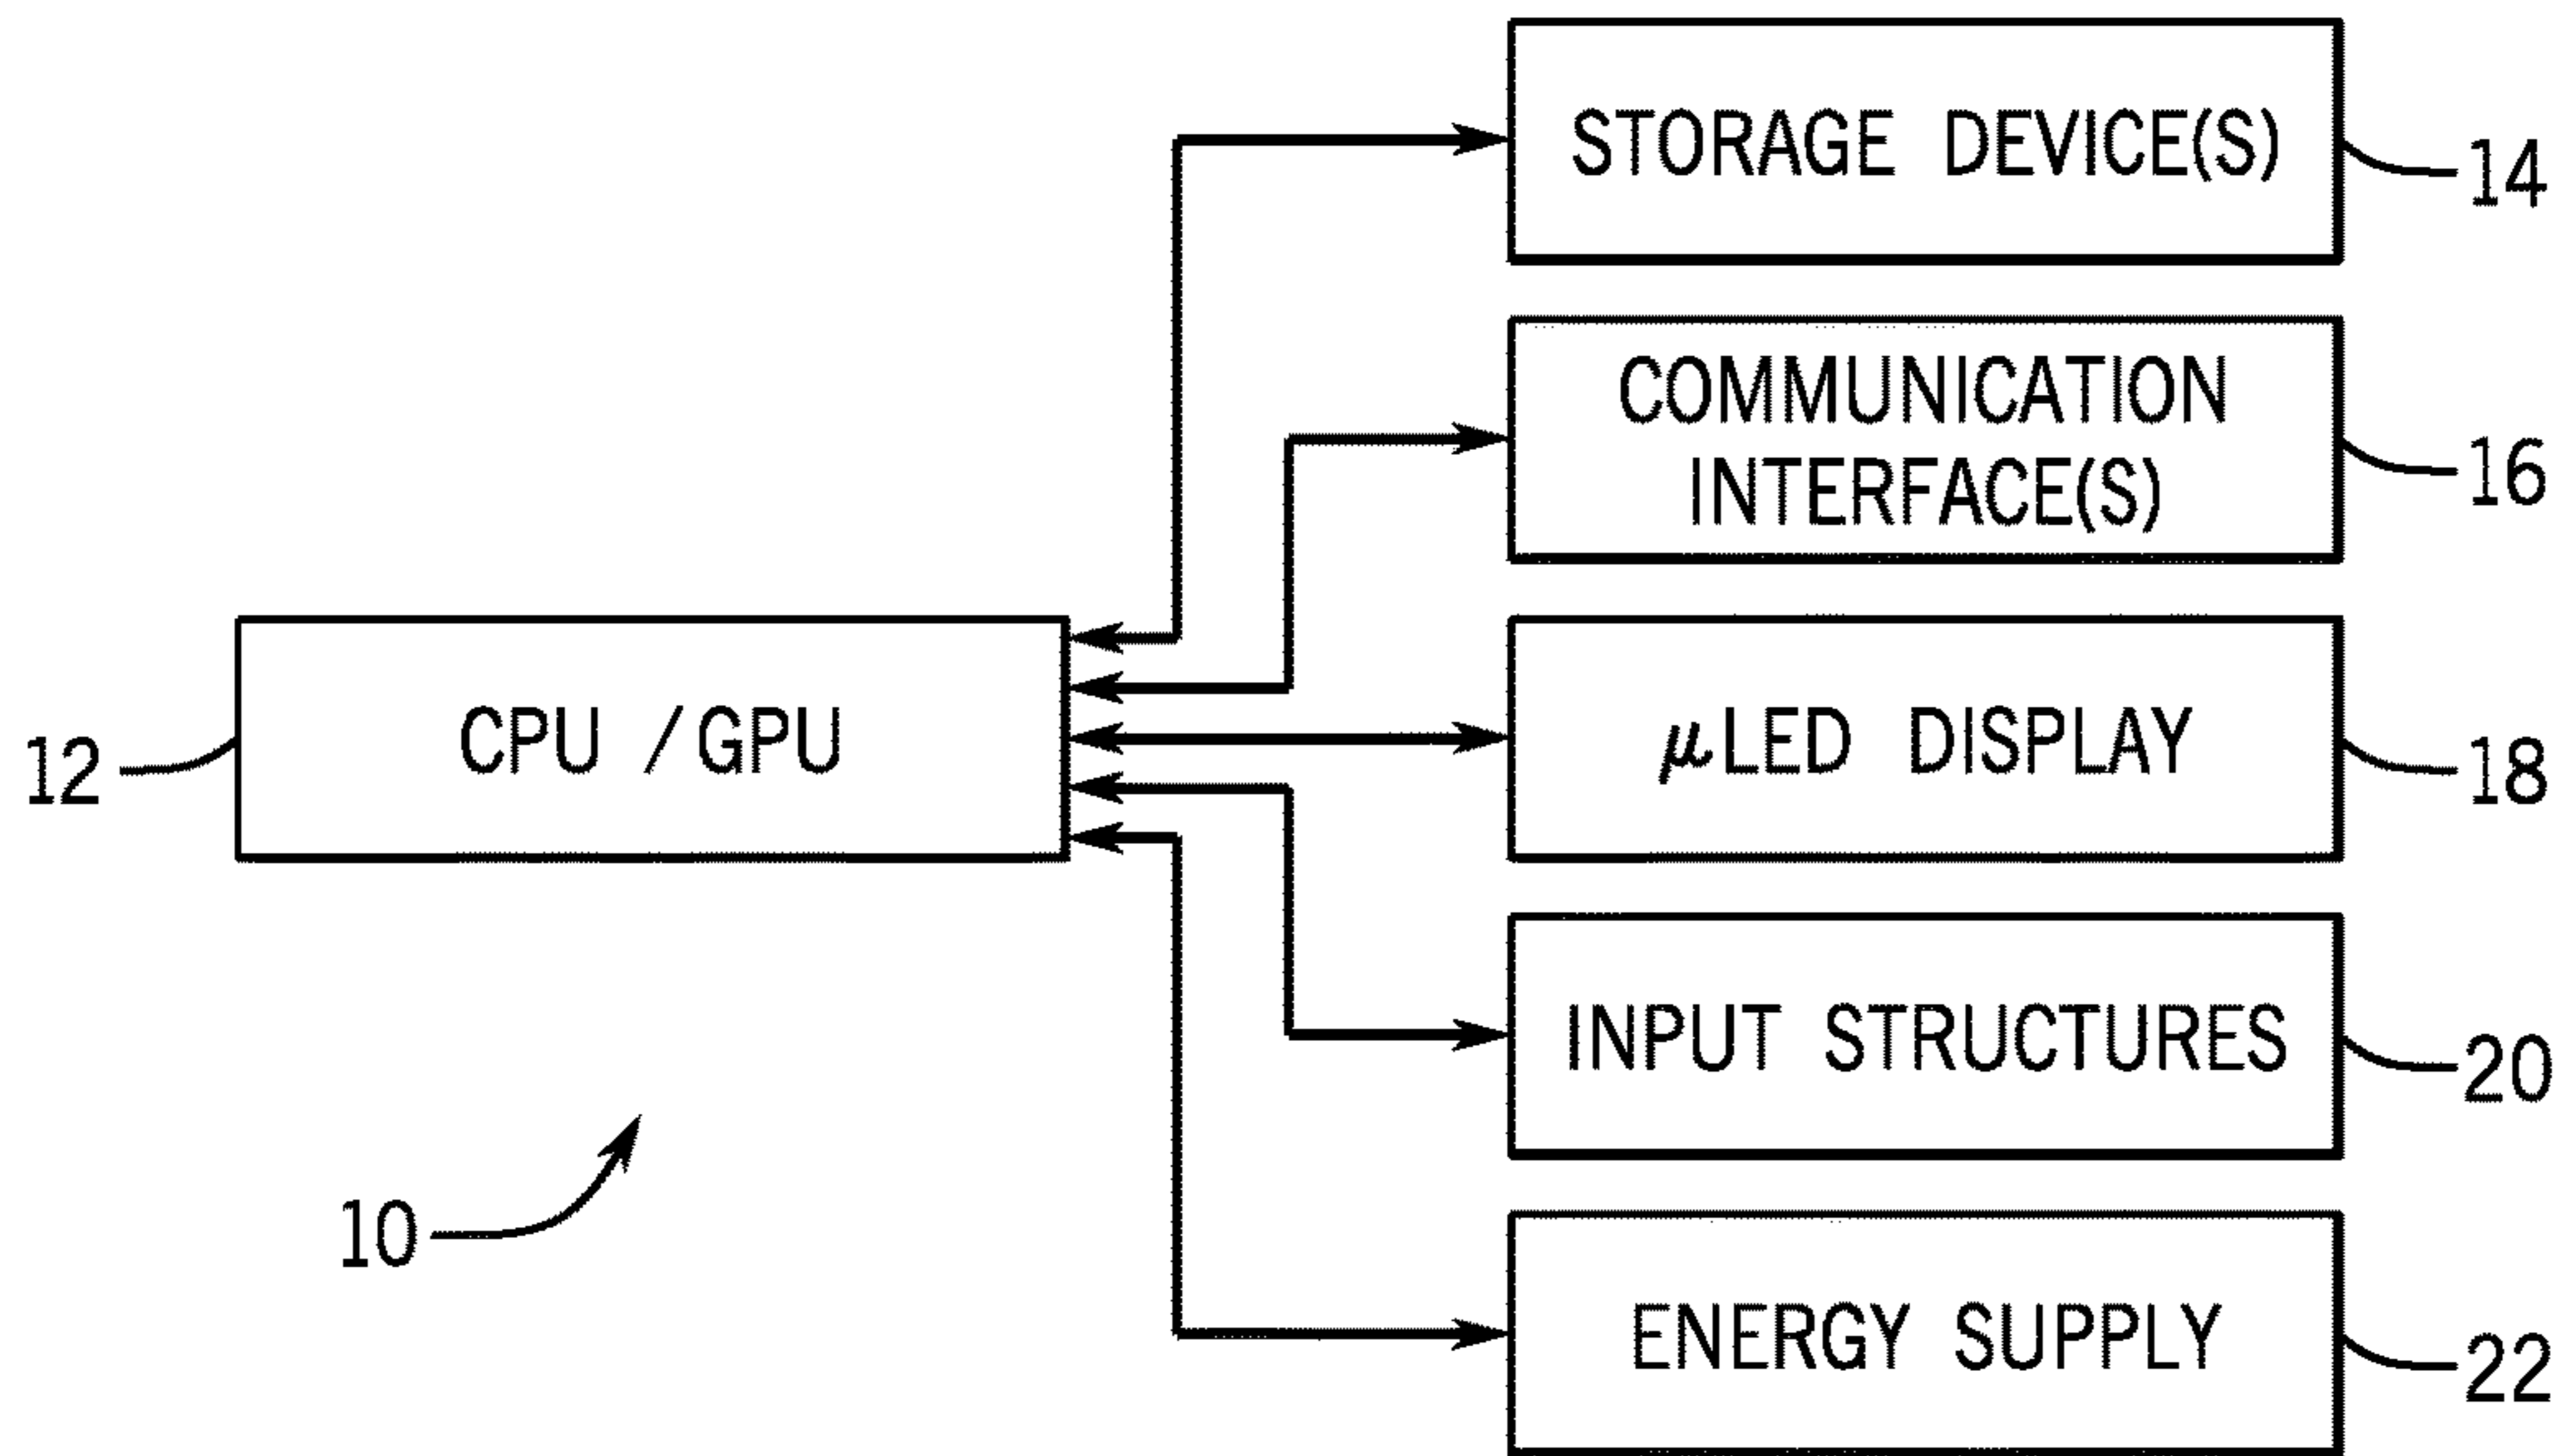 STORAGE DEVICE(S)
14
COMMUNICATION
INTERFACE(S)
16
12
CPU /GPU
μLED DISPLAY
18
INPUT STRUCTURES
20
10
ENERGY SUPPLY
22